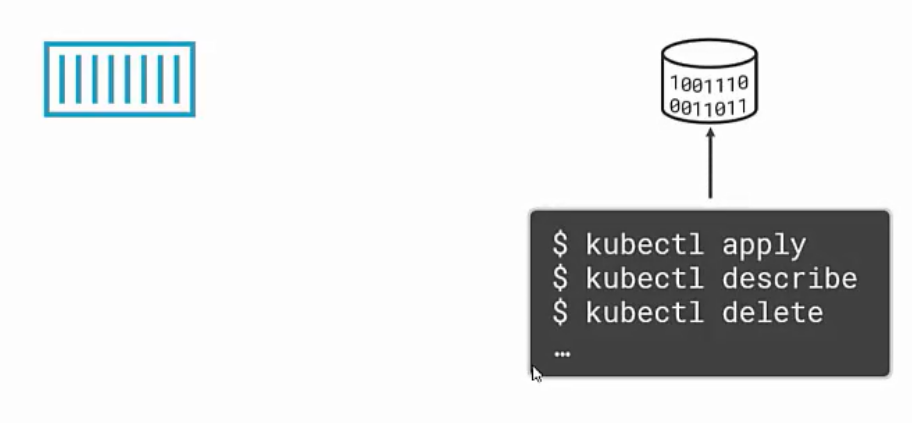 1001110
0011011
$ kubectl apply
$ kubectl describe
$ kubectl delete
…